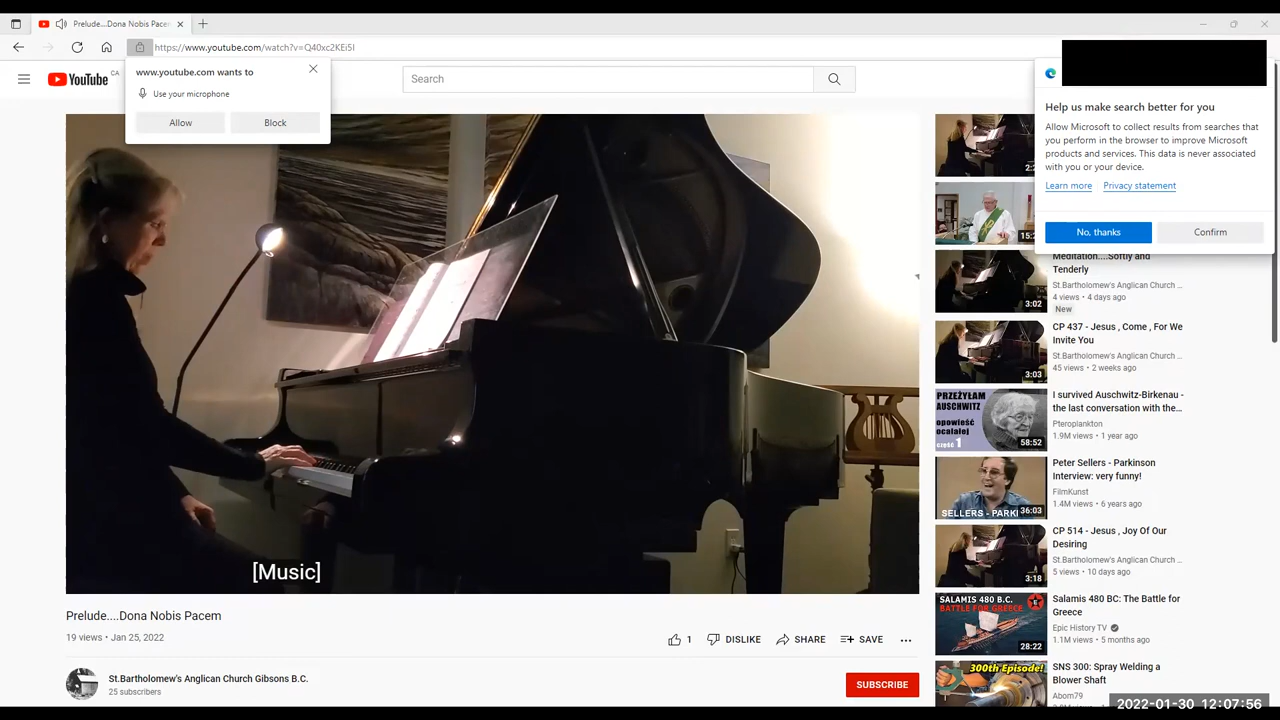 Prelude....Dona Nobis Pacem
https://www.youtube.com/watch?v=Q40xc2KEi5I
www.youtube.com wants to
Use your microphone
Allow
Block
YouTube CA
Search
Help us make search better for you
Allow Microsoft to collect results from searches that
you perform in the browser to improve Microsoft
products and services. This data is never associated
with you or your device.
Learn more
Privacy statement
No, thanks
Confirm
[Music]
Prelude....Dona Nobis Pacem
19 views • Jan 25, 2022
1
DISLIKE
SHARE
SAVE
St.Bartholomew's Anglican Church Gibsons B.C.
25 subscribers
SUBSCRIBE
Meditation....Softly and
Tenderly
St.Bartholomew's Anglican Church ...
4 views • 4 days ago
New
3:02
CP 437 - Jesus , Come , For We
Invite You
St.Bartholomew's Anglican Church ...
45 views • 2 weeks ago
3:03
PRZEŻYŁAM
AUSCHWITZ
opowieść
ocalałej
część 1
58:52
I survived Auschwitz-Birkenau -
the last conversation with the...
Pteroplankton
1.9M views • 1 year ago
SELLERS - PARKI
36:03
Peter Sellers - Parkinson
Interview: very funny!
FilmKunst
1.4M views • 6 years ago
CP 514 - Jesus , Joy Of Our
Desiring
St.Bartholomew's Anglican Church ...
5 views • 10 days ago
3:18
SALAMIS 480 B.C.
BATTLE FOR GREECE
28:22
Salamis 480 BC: The Battle for
Greece
Epic History TV
1.1M views • 5 months ago
300th Episode!
SNS 300: Spray Welding a
Blower Shaft
Abom79
2022-01-30 12:07:56